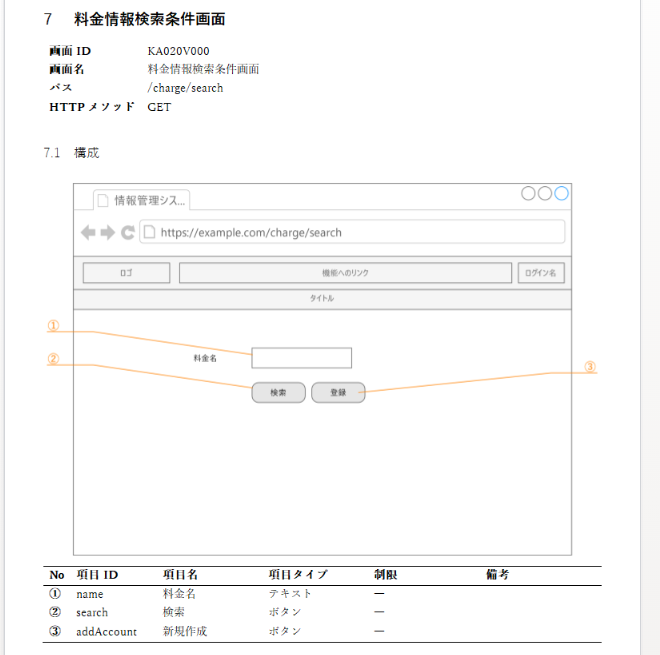 7 料金情報検索条件画面
画面 ID KA020V000
画面名 料金情報検索条件画面
パス /charge/search
HTTP メソッド GET
7.1 構成
情報管理シス...
https://example.com/charge/search
ロゴ 機能へのリンク ログイン名
タイトル
①
料金名
②
③
検索 登録
No 項目 ID 項目名 項目タイプ 制限 備考
① name 料金名 テキスト —
② search 検索 ボタン —
③ addAccount 新規作成 ボタン —